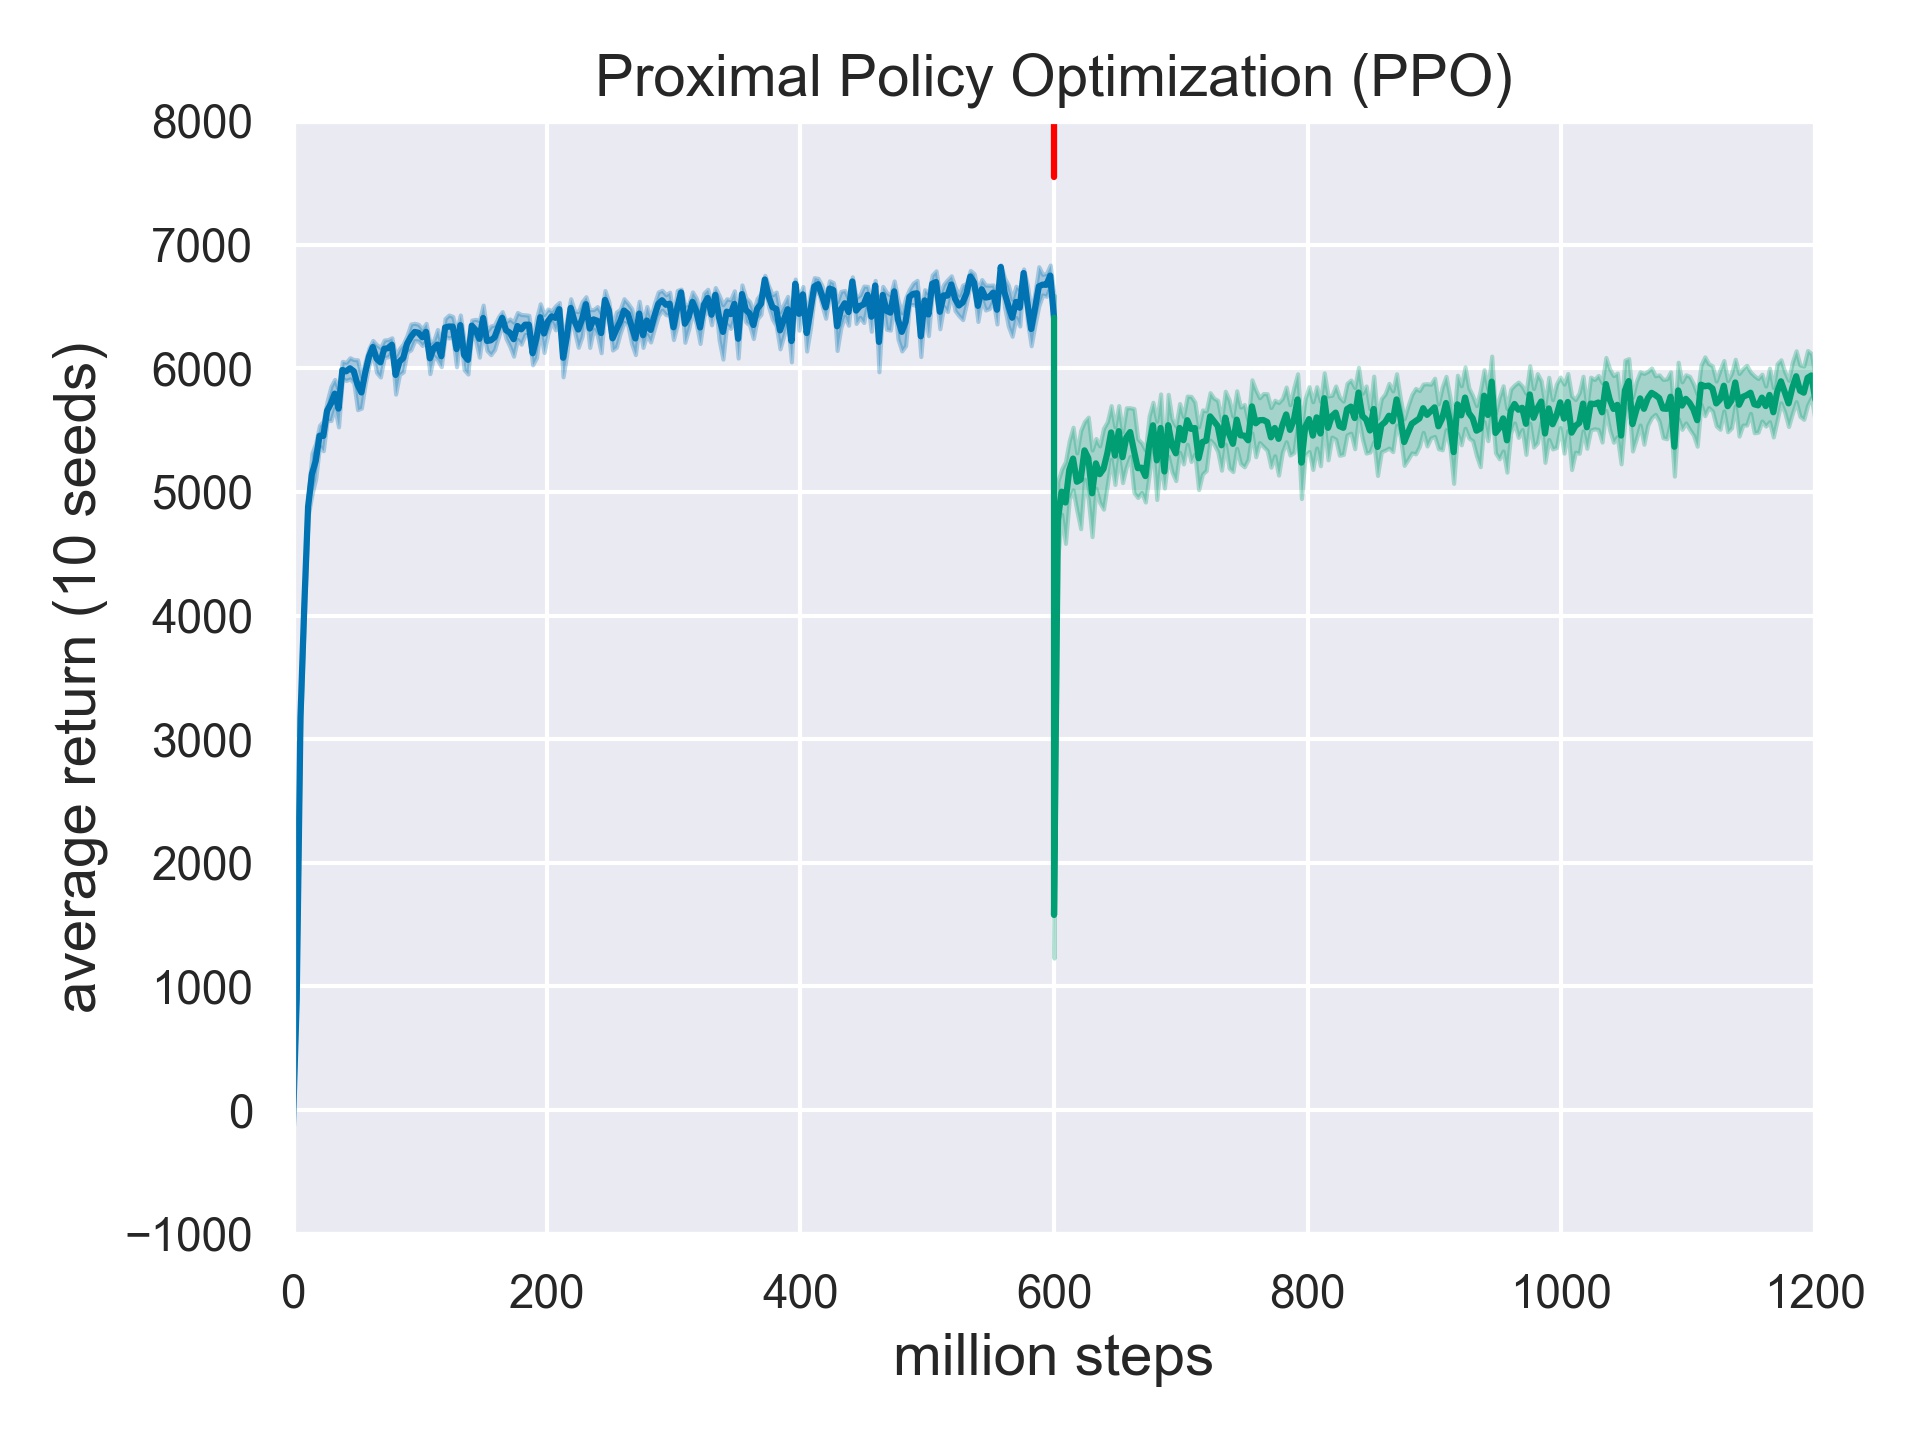 Proximal Policy Optimization (PPO)
8000
7000
6000
5000
4000
3000
2000
1000
0
−1000
average return (10 seeds)
0 200 400 600 800 1000 1200
million steps